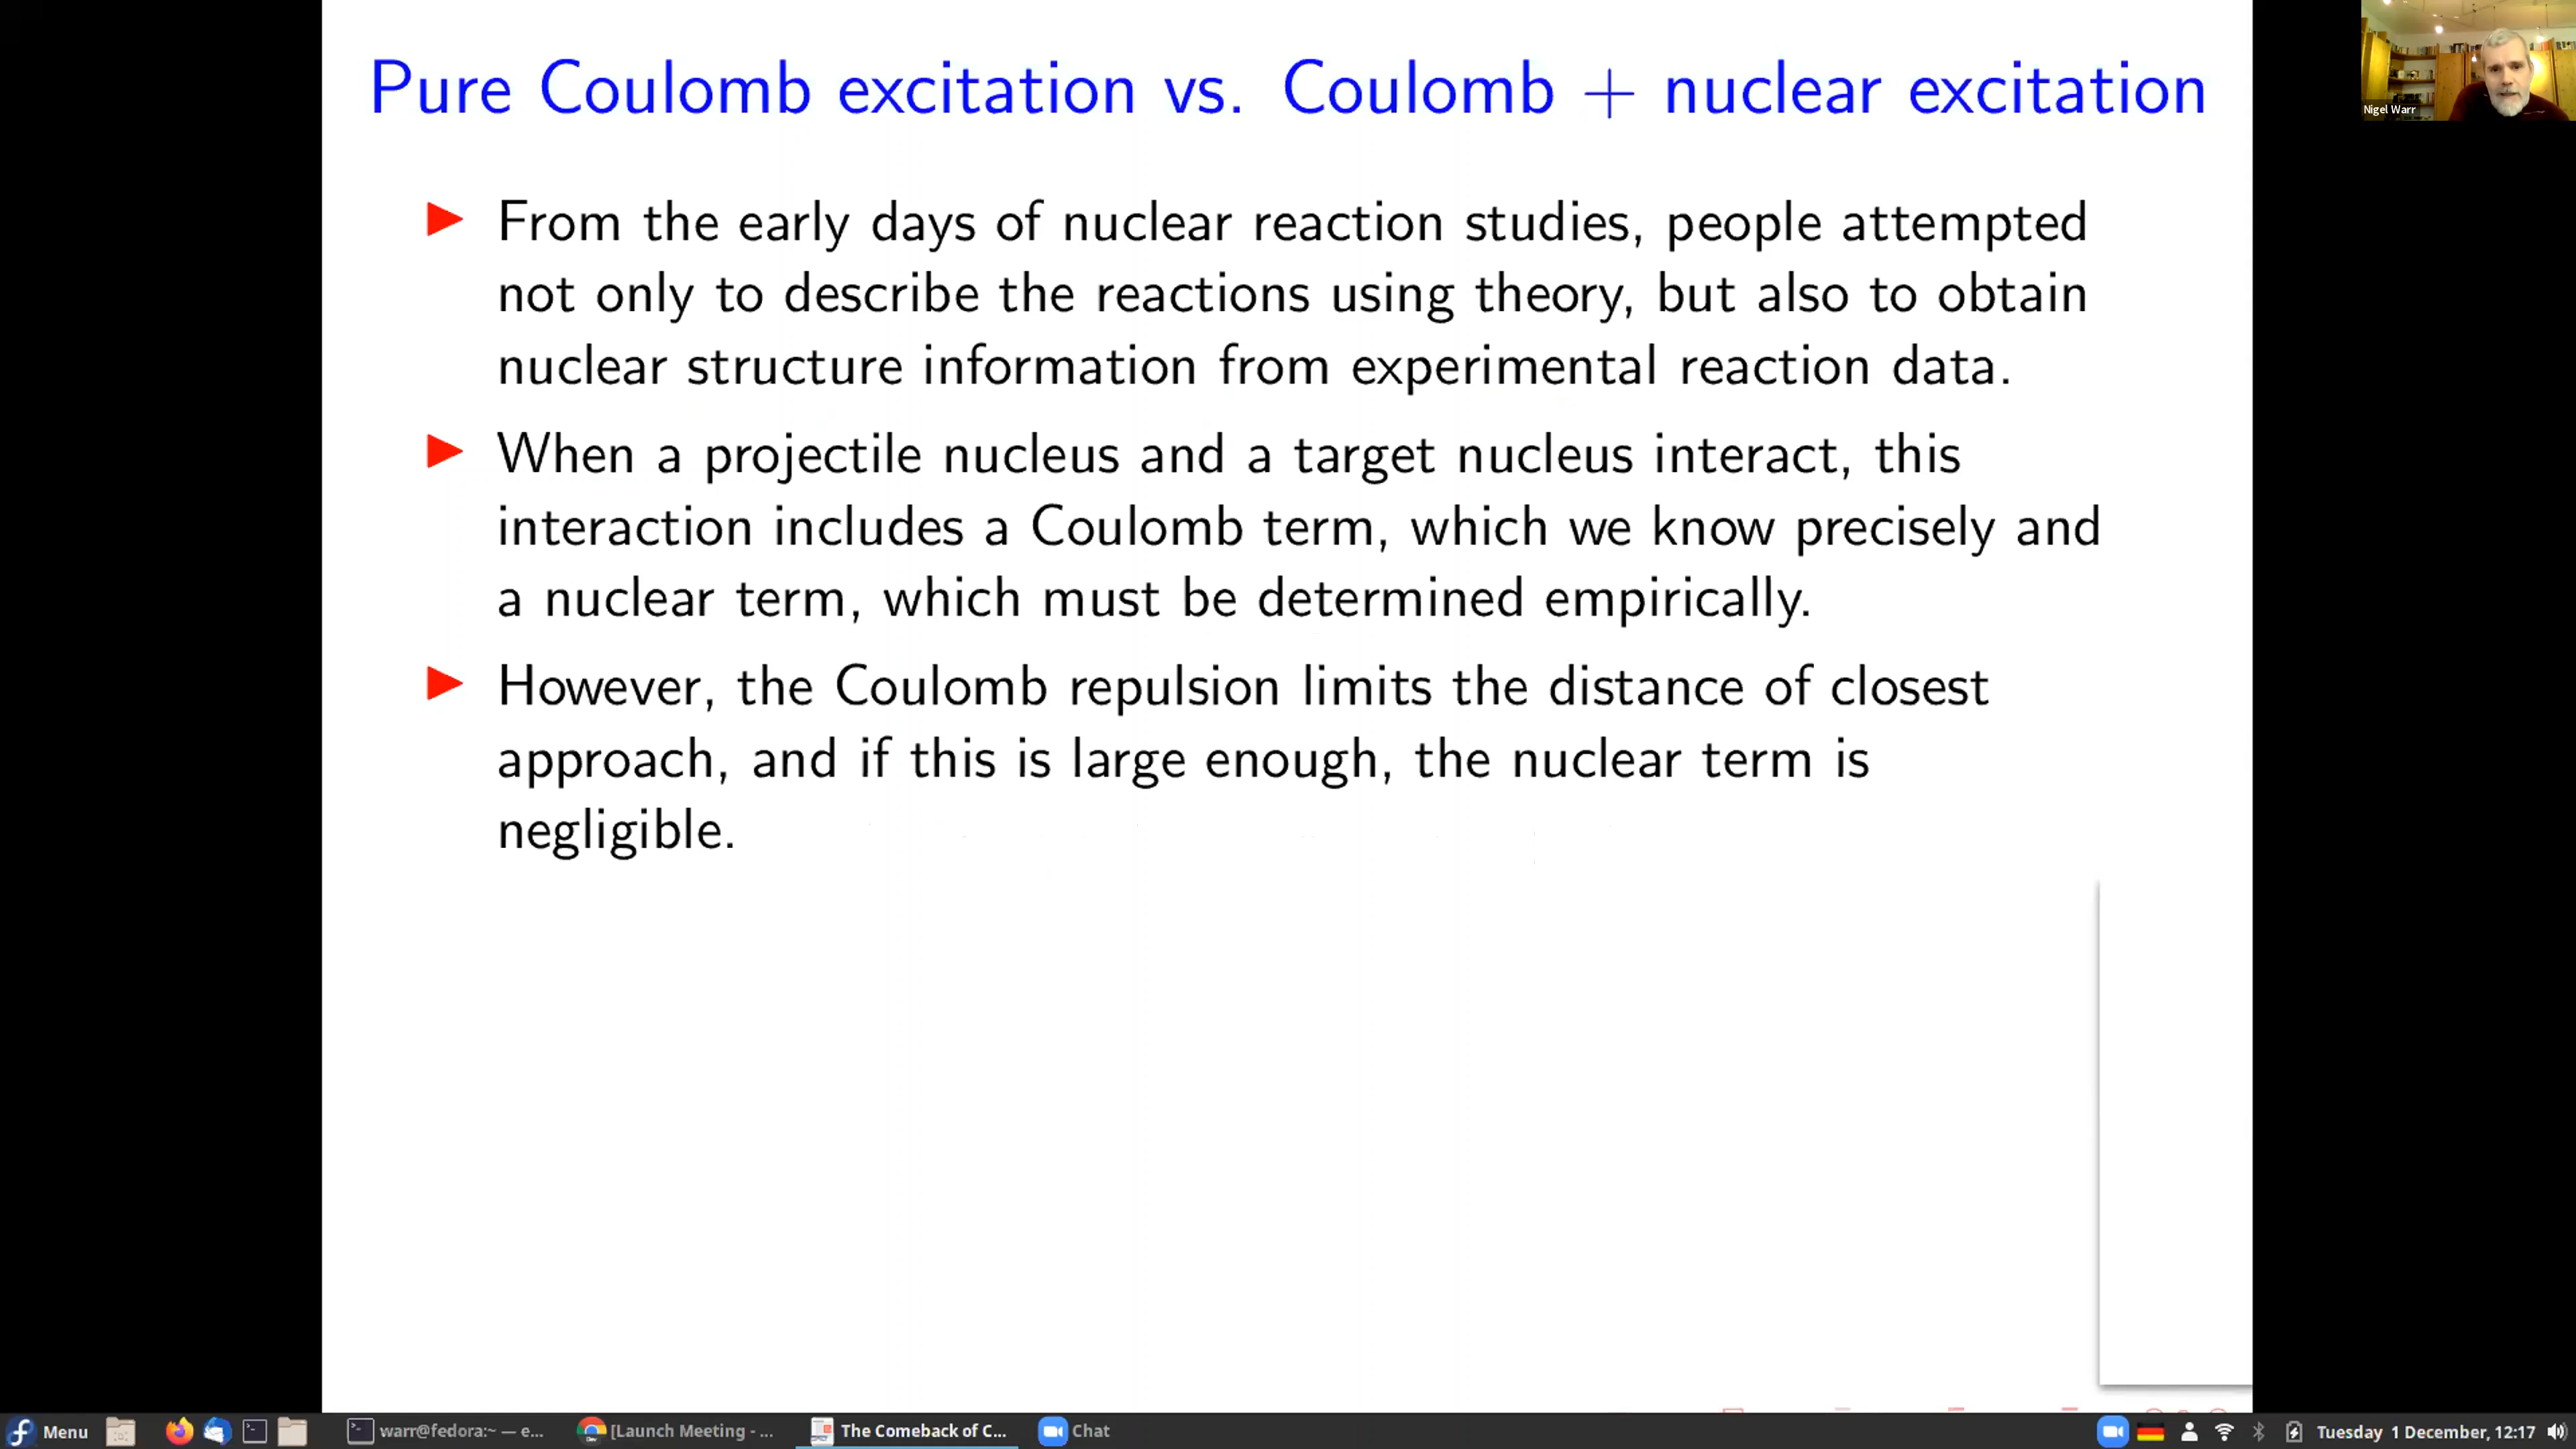 Pure Coulomb excitation vs. Coulomb + nuclear excitation
Nigel Warr
From the early days of nuclear reaction studies, people attempted
not only to describe the reactions using theory, but also to obtain
nuclear structure information from experimental reaction data.
When a projectile nucleus and a target nucleus interact, this
interaction includes a Coulomb term, which we know precisely and
a nuclear term, which must be determined empirically.
However, the Coulomb repulsion limits the distance of closest
approach, and if this is large enough, the nuclear term is
negligible.
Menu
warr@fedora:~ — e...
[Launch Meeting - ...
The Comeback of C...
Chat
Tuesday 1 December, 12:17